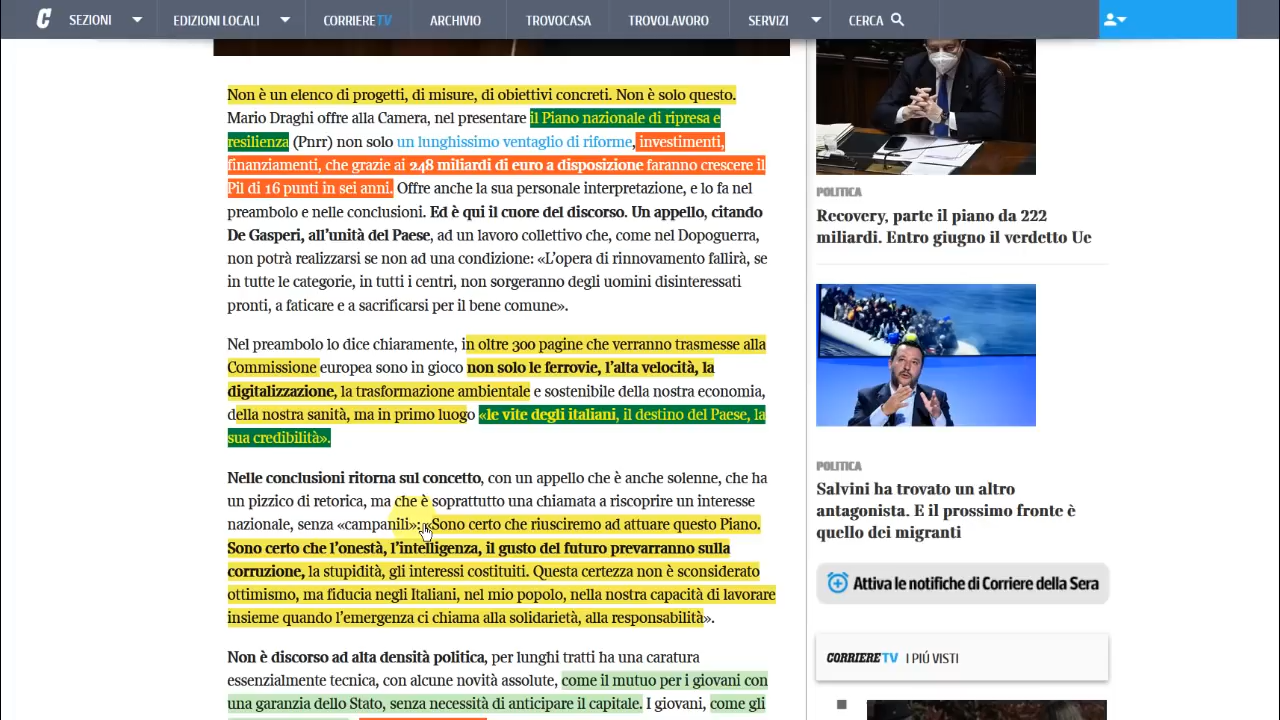 C SEZIONI EDIZIONI LOCALI CORRIERETV ARCHIVIO TROVOCASA TROVOLAVORO SERVIZI CERCA
Non è un elenco di progetti, di misure, di obiettivi concreti. Non è solo questo.
Mario Draghi offre alla Camera, nel presentare il Piano nazionale di ripresa e
resilienza (Pnrr) non solo un lunghissimo ventaglio di riforme, investimenti,
finanziamenti, che grazie ai 248 miliardi di euro a disposizione faranno crescere il
Pil di 16 punti in sei anni. Offre anche la sua personale interpretazione, e lo fa nel
preambolo e nelle conclusioni. Ed è qui il cuore del discorso. Un appello, citando
De Gasperi, all'unità del Paese, ad un lavoro collettivo che, come nel Dopoguerra,
non potrà realizzarsi se non ad una condizione: «L'opera di rinnovamento fallirà, se
in tutte le categorie, in tutti i centri, non sorgeranno degli uomini disinteressati
pronti, a faticare e a sacrificarsi per il bene comune».
Nel preambolo lo dice chiaramente, in oltre 300 pagine che verranno trasmesse alla
Commissione europea sono in gioco non solo le ferrovie, l'alta velocità, la
digitalizzazione, la trasformazione ambientale e sostenibile della nostra economia,
della nostra sanità, ma in primo luogo «le vite degli italiani, il destino del Paese, la
sua credibilità».
Nelle conclusioni ritorna sul concetto, con un appello che è anche solenne, che ha
un pizzico di retorica, ma che è soprattutto una chiamata a riscoprire un interesse
nazionale, senza «campanili»: «Sono certo che riusciremo ad attuare questo Piano.
Sono certo che l'onestà, l'intelligenza, il gusto del futuro prevarranno sulla
corruzione, la stupidità, gli interessi costituiti. Questa certezza non è sconsiderato
ottimismo, ma fiducia negli Italiani, nel mio popolo, nella nostra capacità di lavorare
insieme quando l'emergenza ci chiama alla solidarietà, alla responsabilità».
Non è discorso ad alta densità politica, per lunghi tratti ha una caratura
essenzialmente tecnica, con alcune novità assolute, come il mutuo per i giovani con
una garanzia dello Stato, senza necessità di anticipare il capitale. I giovani, come gli
POLITICA
Recovery, parte il piano da 222
miliardi. Entro giugno il verdetto Ue
POLITICA
Salvini ha trovato un altro
antagonista. E il prossimo fronte è
quello dei migranti
Attiva le notifiche di Corriere della Sera
CORRIERETV I PIÚ VISTI